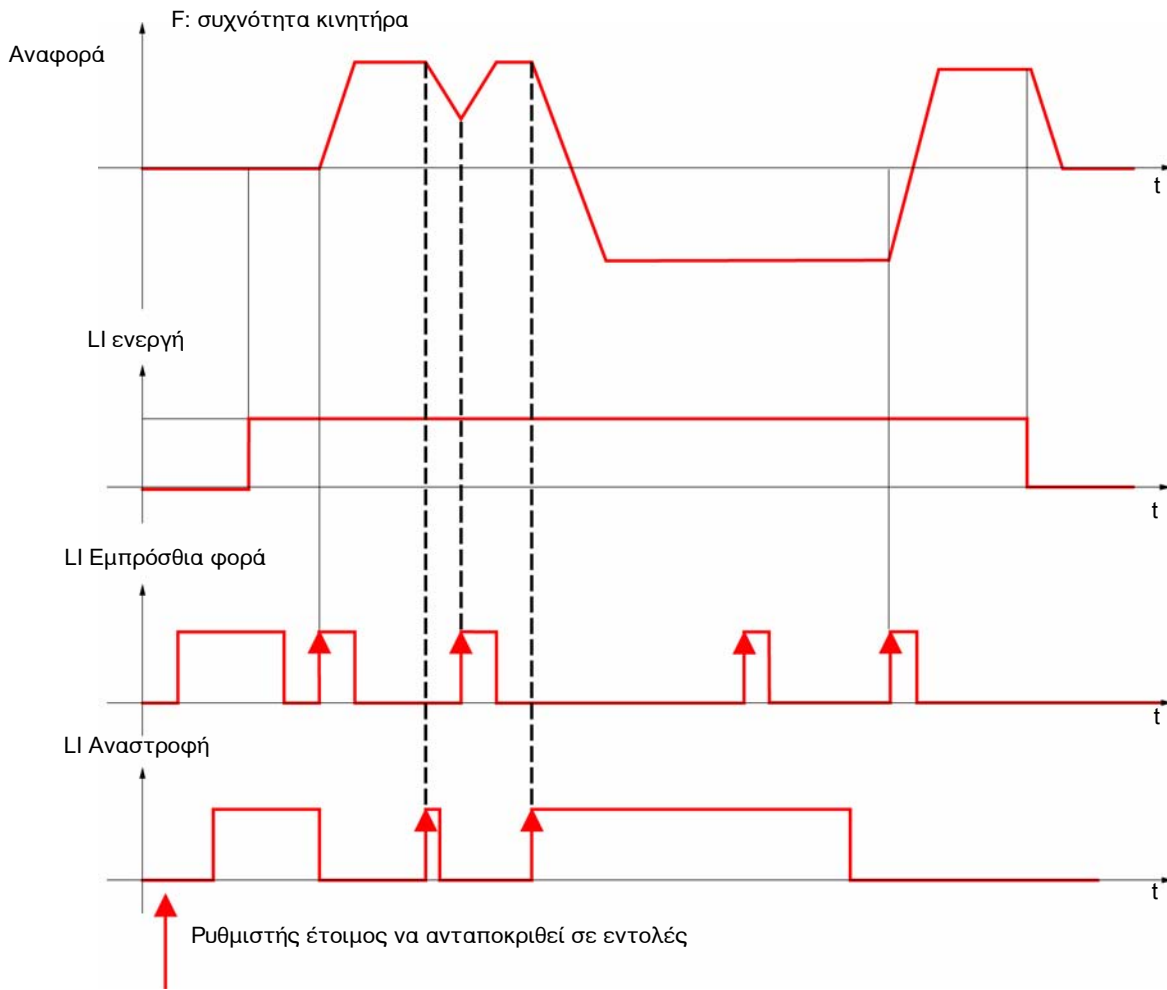 F: συχνότητα κινητήρα
Αναφορά
t
LI ενεργή
t
LI Εμπρόσθια φορά
t
LI Αναστροφή
t
Ρυθμιστής έτοιμος να ανταποκριθεί σε εντολές